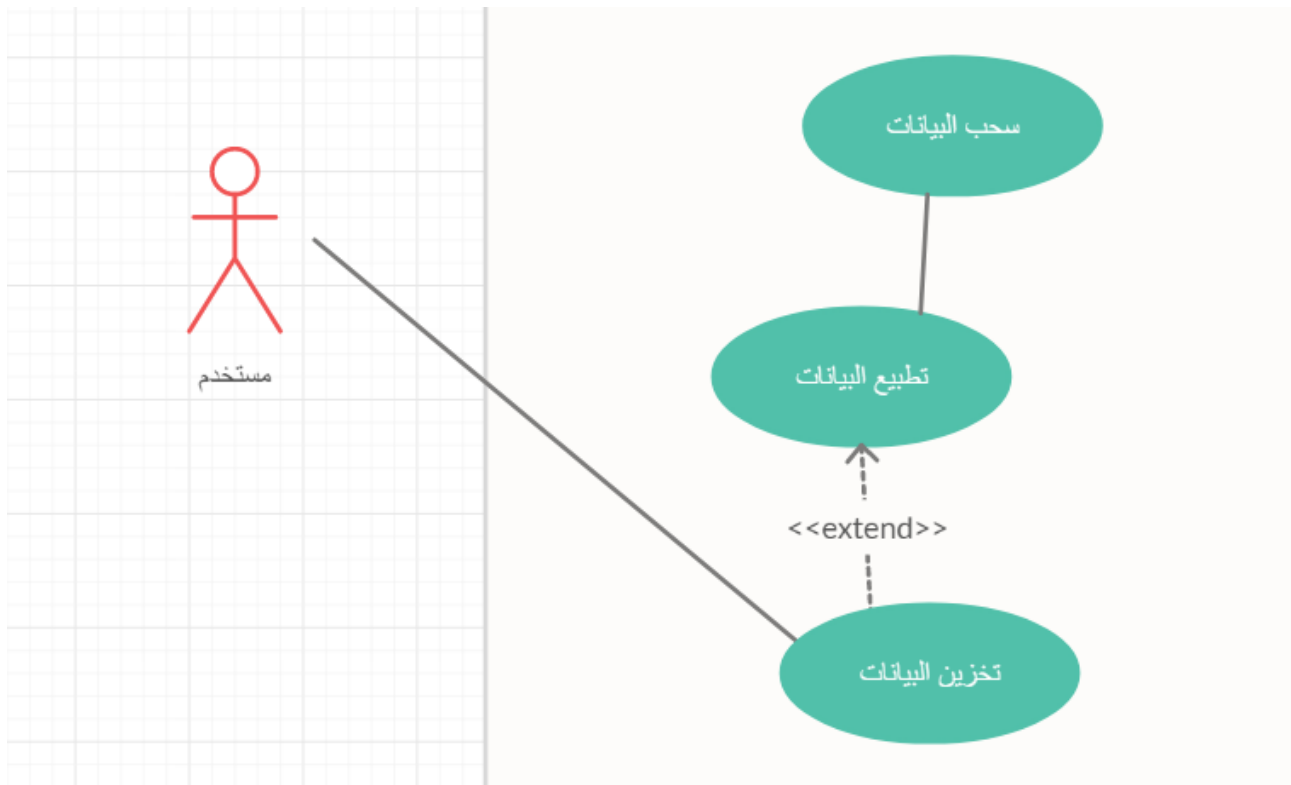 سحب البيانات
مستخدم
تطبيع البيانات
<<extend>>
تخزين البيانات